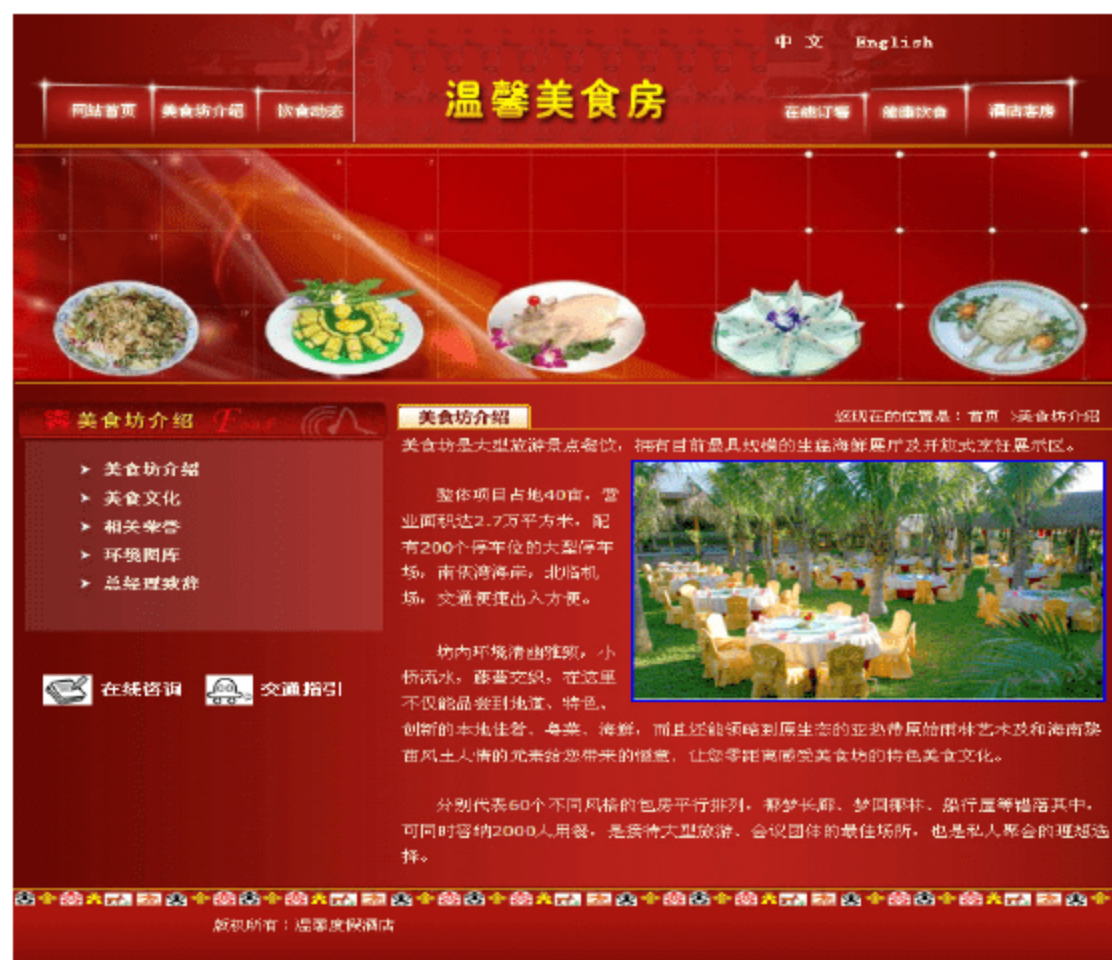 中 文 English
温馨美食房
网站首页 美食坊介绍 饮食动态 在线订餐 健康饮食 酒店客房
美食坊介绍 Food
美食坊介绍
您现在的位置是：首页 >美食坊介绍
美食坊介绍
美食文化
相关荣誉
环境图库
总经理致辞
在线咨询 交通指引
美食坊是大型旅游景点餐饮，拥有目前最具规模的生猛海鲜展厅及开放式烹饪展示区。
整体项目占地40亩，营
业面积达2.7万平方米，配
有200个停车位的大型停车
场，南依湾海岸，北临机
场，交通便捷出入方便。
坊内环境清幽雅致，小
桥流水，藤蔓交织，在这里
不仅能品尝到地道、特色、
创新的本地佳肴、粤菜、海鲜，而且还能领略到原生态的亚热带原始雨林艺术及和海南黎
苗风土人情的元素给您带来的惬意，让您零距离感受美食坊的特色美食文化。
分别代表60个不同风格的包房平行排列，椰梦长廊、梦回椰林、船行屋等错落其中，
可同时容纳2000人用餐，是接待大型旅游、会议团体的最佳场所，也是私人聚会的理想选
择。
版权所有：温馨度假酒店